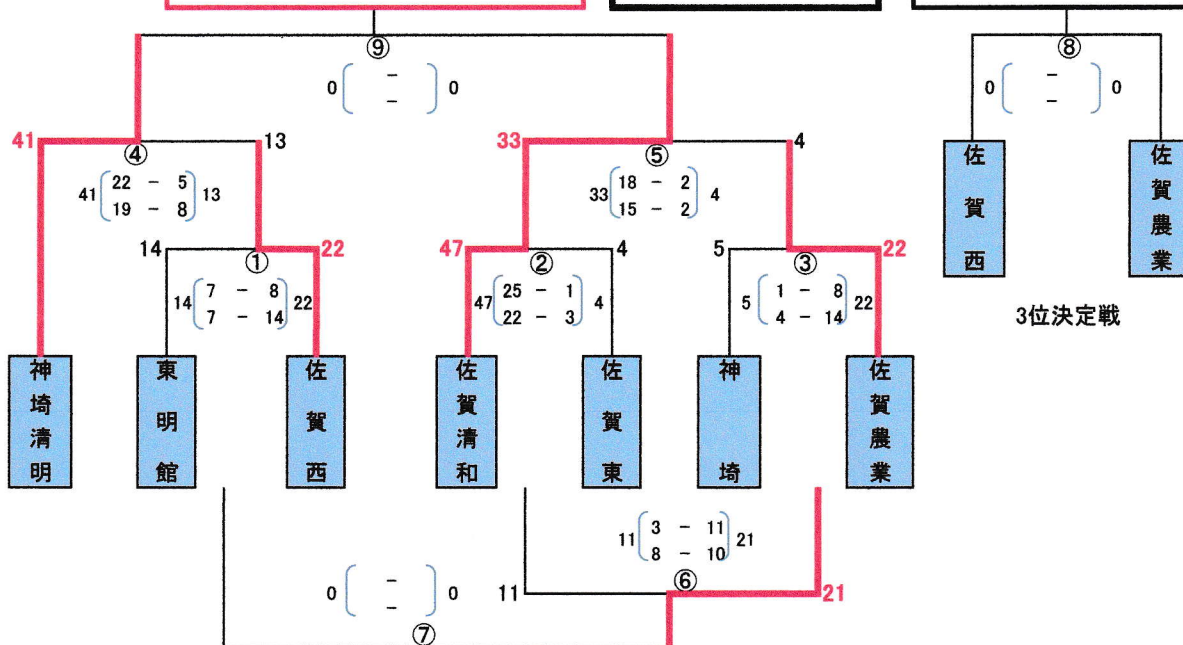 ⑨ ⑧
0 ( - ) 0
( - )
0 ( - ) 0
( - )
41 13 33 4
④ ⑤
41 ( 22 - 5 ) 13
( 19 - 8 )
33 ( 18 - 2 ) 4
( 15 - 2 )
佐賀西
佐賀農業
14 22 47 4 5 22
① ② ③
14 ( 7 - 8 ) 22
( 7 - 14 )
47 ( 25 - 1 ) 4
( 22 - 3 )
5 ( 1 - 8 ) 22
( 4 - 14 )
3位決定戦
神埼清明
東明館
佐賀西
佐賀清和
佐賀東
神埼
佐賀農業
11 ( 3 - 11 ) 21
( 8 - 10 )
⑥
11 21
0 ( - ) 0
( - )
⑦